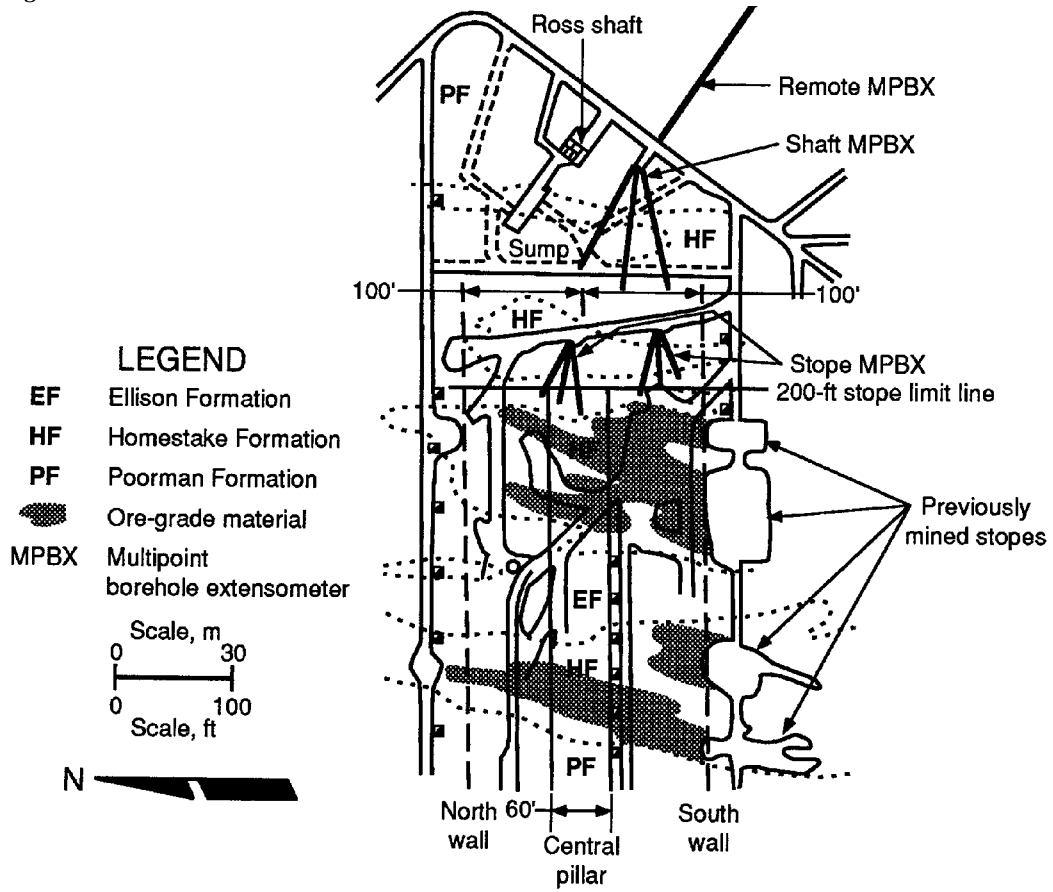 Ross shaft
PF
Remote MPBX
Shaft MPBX
HF
Sump
100'
100'
HF
LEGEND
EF Ellison Formation
HF Homestake Formation
PF Poorman Formation
Ore-grade material
MPBX Multipoint
borehole extensometer
Scale, m
0 30
0 100
Scale, ft
N
Stope MPBX
200-ft stope limit line
Previously
mined stopes
EF
HF
PF
North
wall
60'
Central
pillar
South
wall